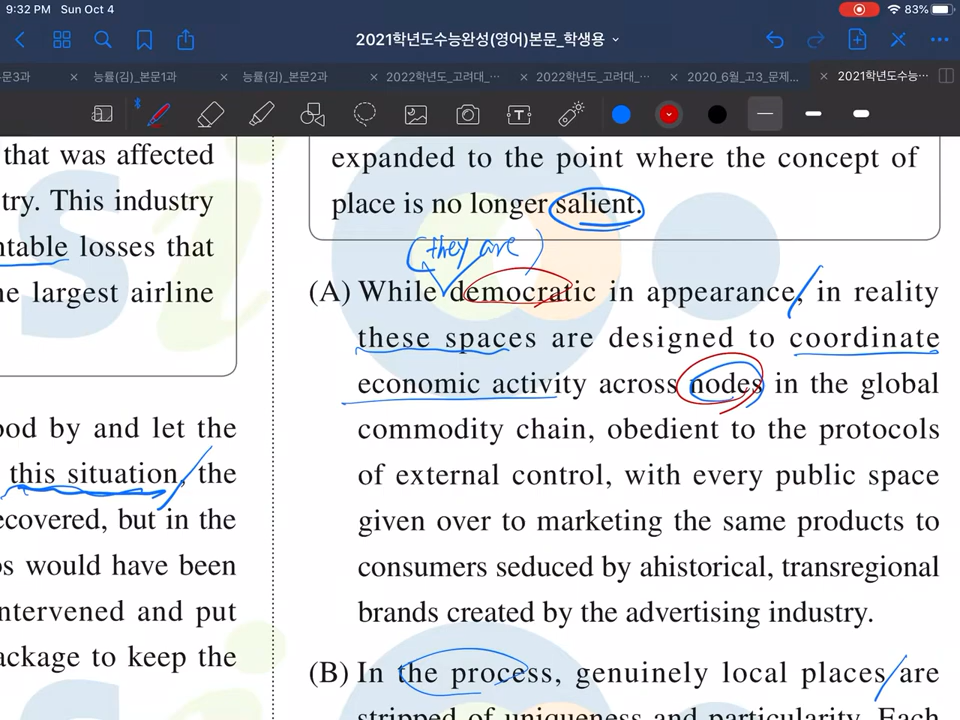 9:32 PM Sun Oct 4
83%
2021학년도수능완성(영어)본문_학생용
문3과
능률(김)_본문1과
능률(김)_본문2과
2022학년도_고려대_…
2022학년도_고려대_…
2020_6월_고3_문제…
2021학년도수능…
that was affected
try. This industry
ntable losses that
ne largest airline
ood by and let the
this situation, the
ecovered, but in the
os would have been
ntervened and put
ackage to keep the
expanded to the point where the concept of
place is no longer salient.
(they are)
(A) While democratic in appearance, in reality
these spaces are designed to coordinate
economic activity across nodes in the global
commodity chain, obedient to the protocols
of external control, with every public space
given over to marketing the same products to
consumers seduced by ahistorical, transregional
brands created by the advertising industry.
(B) In the process, genuinely local places are
stripped of uniqueness and particularity. Each